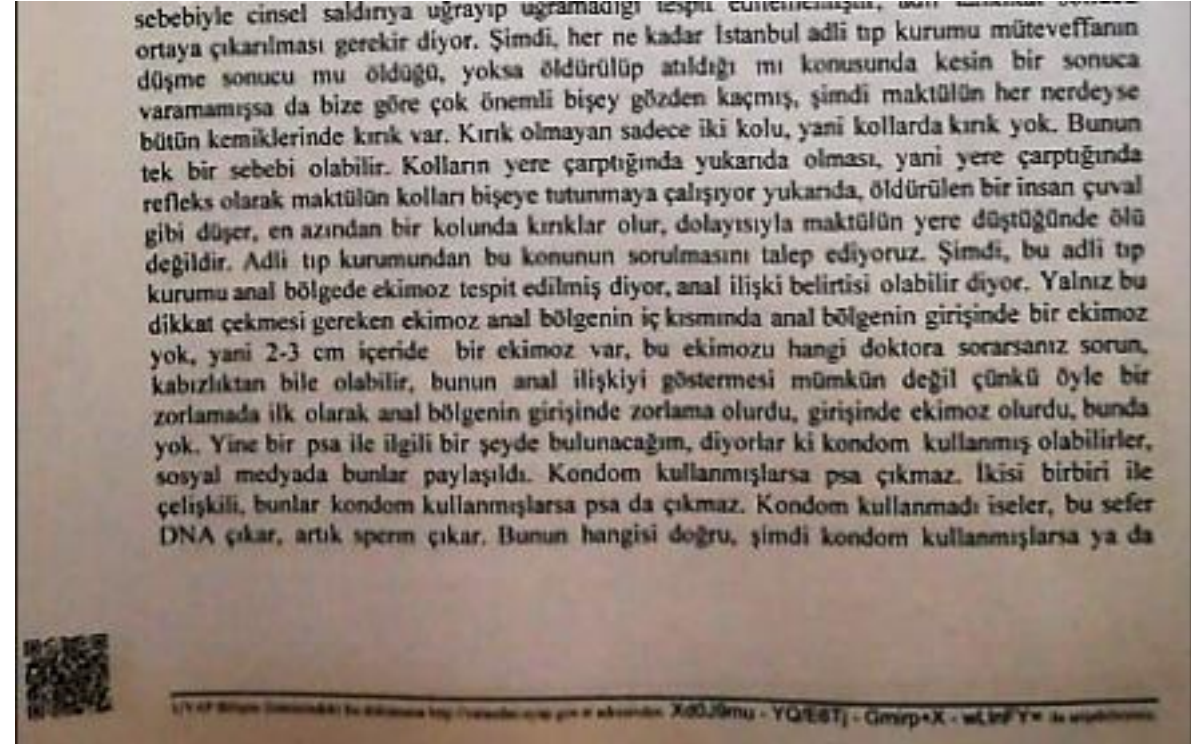 sebebiyle cinsel saldırıya uğrayıp uğramadığı tespit
ortaya çıkarılması gerekir diyor. Şimdi, her ne kadar İstanbul adli tıp kurumu müteveffanın
düşme sonucu mu öldüğü, yoksa öldürülüp atıldığı mı konusunda kesin bir sonuca
varamamışsa da bize göre çok önemli bişey gözden kaçmış, şimdi maktülün her nerdeyse
bütün kemiklerinde kırık var. Kırık olmayan sadece iki kolu, yani kollarda kırık yok. Bunun
tek bir sebebi olabilir. Kolların yere çarptığında yukarıda olması, yani yere çarptığında
refleks olarak maktülün kolları bişeye tutunmaya çalışıyor yukarıda, öldürülen bir insan çuval
gibi düşer, en azından bir kolunda kırıklar olur, dolayısıyla maktülün yere düştüğünde ölü
değildir. Adli tıp kurumundan bu konunun sorulmasını talep ediyoruz. Şimdi, bu adli tıp
kurumu anal bölgede ekimoz tespit edilmiş diyor, anal ilişki belirtisi olabilir diyor. Yalnız bu
dikkat çekmesi gereken ekimoz anal bölgenin iç kısmında anal bölgenin girişinde bir ekimoz
yok, yani 2-3 cm içeride bir ekimoz var, bu ekimozu hangi doktora sorarsanız sorun,
kabızlıktan bile olabilir, bunun anal ilişkiyi göstermesi mümkün değil çünkü öyle bir
zorlamada ilk olarak anal bölgenin girişinde zorlama olurdu, girişinde ekimoz olurdu, bunda
yok. Yine bir psa ile ilgili bir şeyde bulunacağım, diyorlar ki kondom kullanmış olabilirler,
sosyal medyada bunlar paylaşıldı. Kondom kullanmışlarsa psa çıkmaz. İkisi birbiri ile
çelişkili, bunlar kondom kullanmışlarsa psa da çıkmaz. Kondom kullanmadı iseler, bu sefer
DNA çıkar, artık sperm çıkar. Bunun hangisi doğru, şimdi kondom kullanmışlarsa ya da